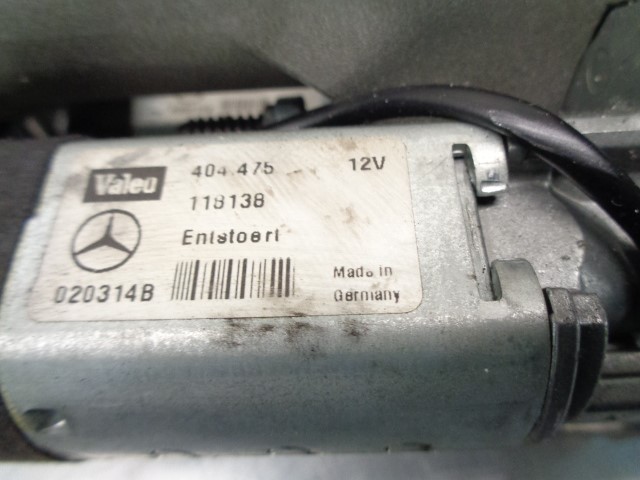 Valeo
404.475 12V
118138
Entstoert
020314B
Made in
Germany